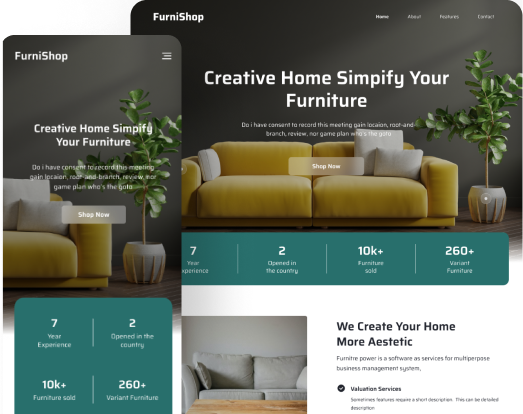 FurniShop
Home About Features Contact
Creative Home Simpify Your
Furniture
Do i have consent to record this meeting gain locaion, root-and-
branch, review, nor game plan who's the goto
Shop Now
7
Year
xperience
2
Opened in
the country
10k+
Furniture
sold
260+
Variant
Furniture
We Create Your Home
More Aestetic
Furnitre power is a software as services for multiperpose
business management system,
Valuation Services
Sometimes features require a short description. This can be detailed
description
FurniShop
Creative Home Simpify
Your Furniture
Do i have consent to record this meeting
gain locaion, root-and-branch, review, nor
game plan who's the goto
Shop Now
7
Year
Experience
2
Opened in the
country
10k+
Furniture sold
260+
Variant Furniture